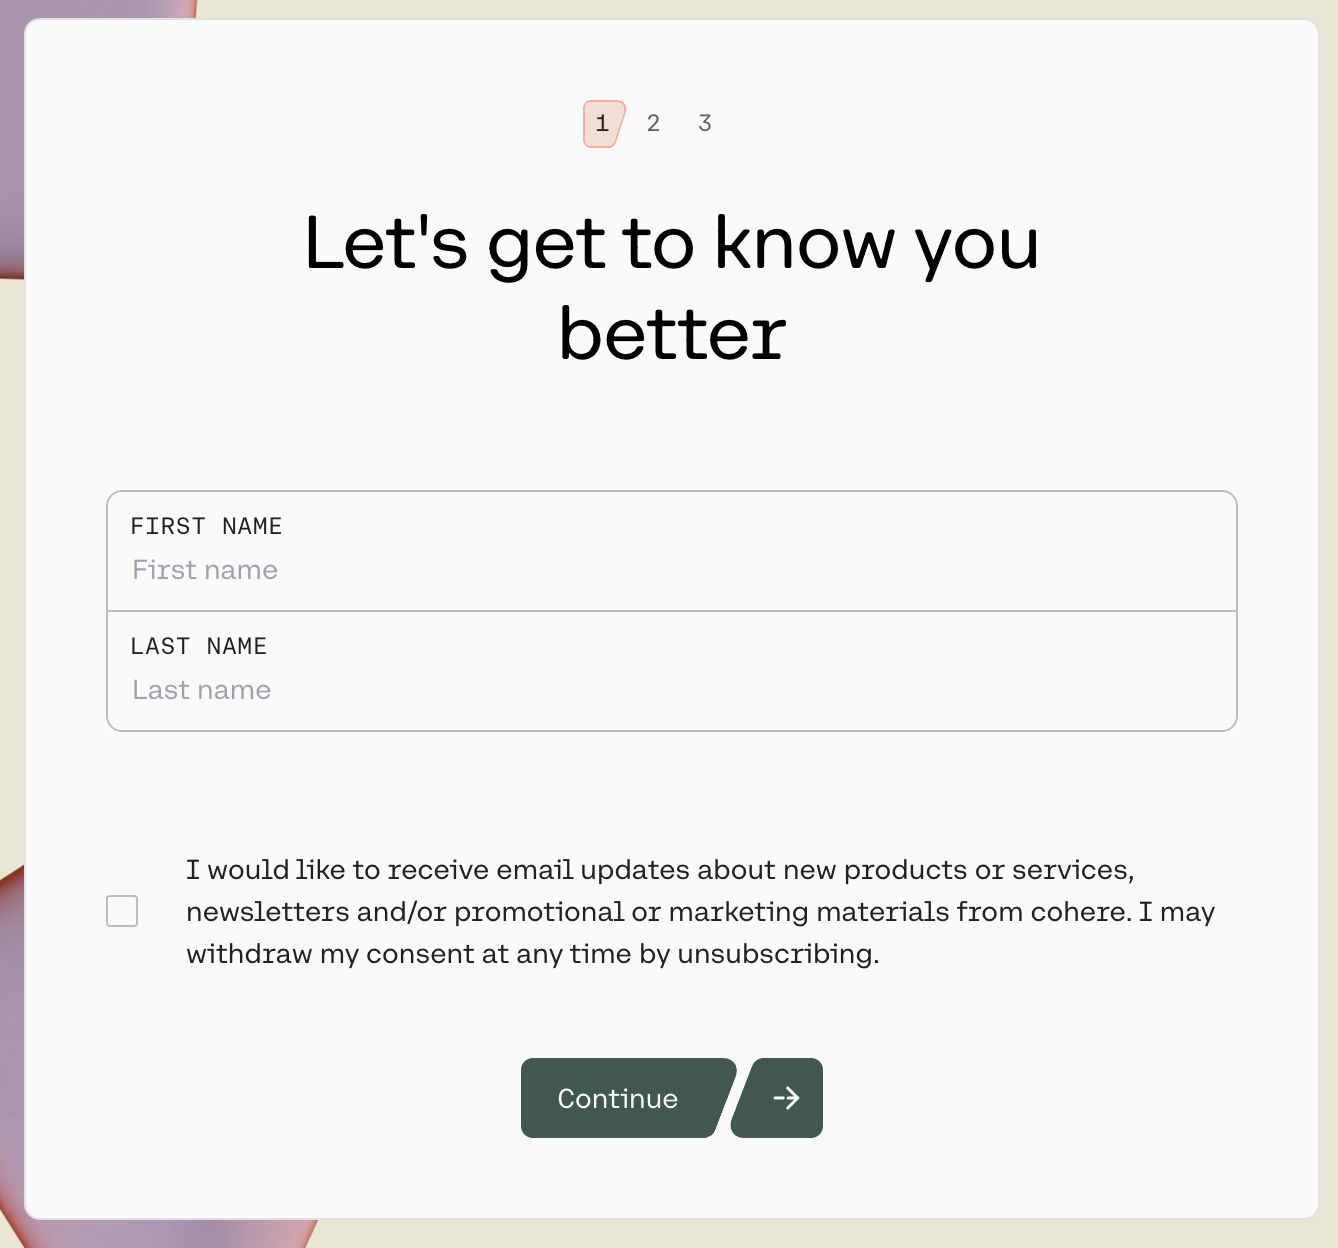 1 2 3
Let's get to know you
better
FIRST NAME
First name
LAST NAME
Last name
I would like to receive email updates about new products or services,
newsletters and/or promotional or marketing materials from cohere. I may
withdraw my consent at any time by unsubscribing.
Continue